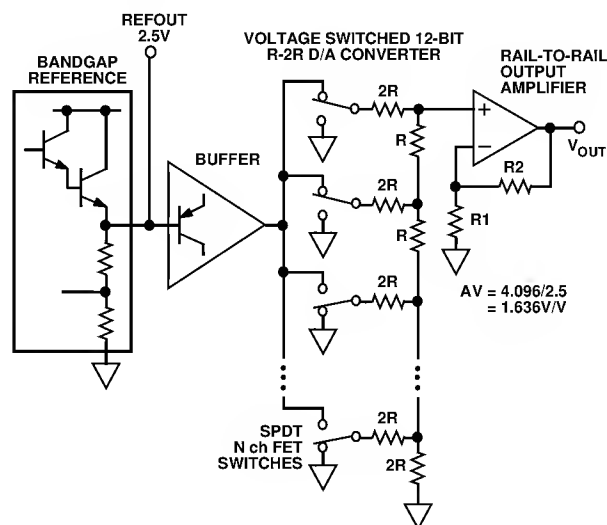 REFOUT
2.5V
BANDGAP
REFERENCE
BUFFER
VOLTAGE SWITCHED 12-BIT
R-2R D/A CONVERTER
RAIL-TO-RAIL
OUTPUT
AMPLIFIER
2R
R
2R
R
2R
2R
2R
SPDT
N ch FET
SWITCHES
+
–
VOUT
R2
R1
AV = 4.096/2.5
= 1.636V/V